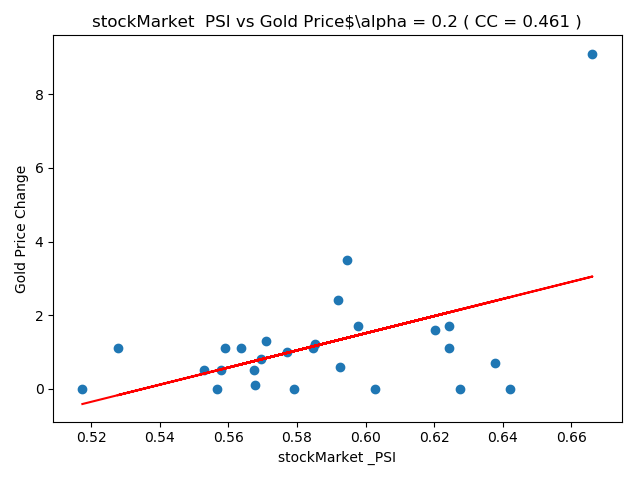 stockMarket  PSI vs Gold Price$\alpha = 0.2 ( CC = 0.461 )
8
6
4
2
0
Gold Price Change
0.52 0.54 0.56 0.58 0.60 0.62 0.64 0.66
stockMarket _PSI